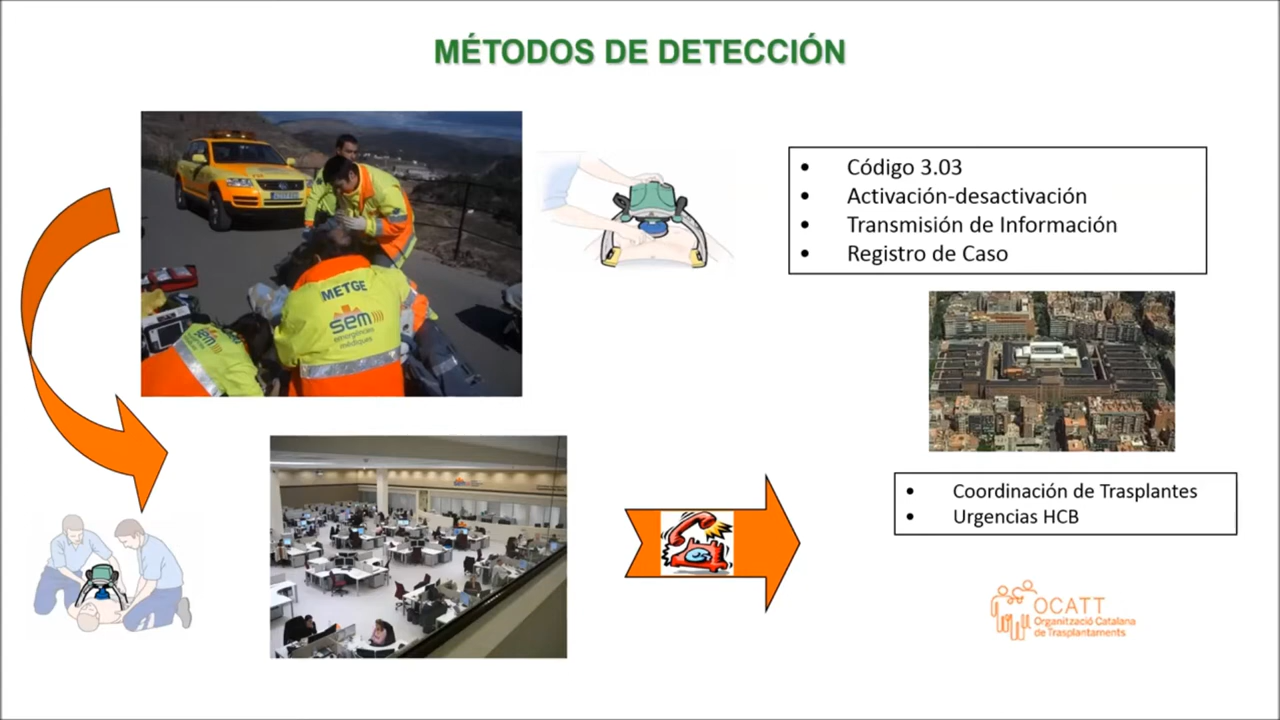 MÉTODOS DE DETECCIÓN
METGE
sem
emergències
mèdiques
sem
• Código 3.03
• Activación-desactivación
• Transmisión de Información
• Registro de Caso
• Coordinación de Trasplantes
• Urgencias HCB
OCATT
Organització Catalana
de Trasplantaments